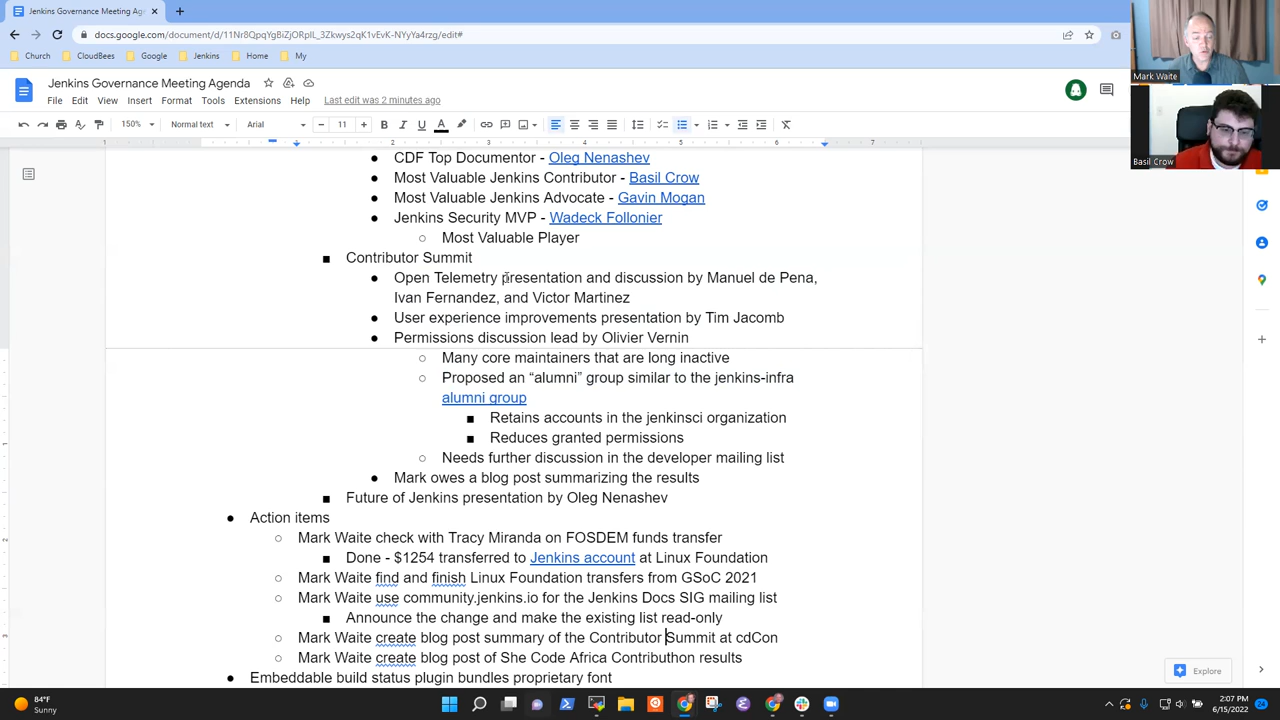 Jenkins Governance Meeting Age
docs.google.com/document/d/11Nr8QpqYgBiZjORpIL_3Zkwys2qK1vEvK-NYyYa4rzg/edit#
Church
CloudBees
Google
Jenkins
Home
My
Mark Waite
Basil Crow
Jenkins Governance Meeting Agenda
File Edit View Insert Format Tools Extensions Help Last edit was 2 minutes ago
150% Normal text Arial 11
1 2 3 4 5 6 7
CDF Top Documentor - Oleg Nenashev
Most Valuable Jenkins Contributor - Basil Crow
Most Valuable Jenkins Advocate - Gavin Mogan
Jenkins Security MVP - Wadeck Follonier
Most Valuable Player
Contributor Summit
Open Telemetry presentation and discussion by Manuel de Pena,
Ivan Fernandez, and Victor Martinez
User experience improvements presentation by Tim Jacomb
Permissions discussion lead by Olivier Vernin
Many core maintainers that are long inactive
Proposed an “alumni” group similar to the jenkins-infra
alumni group
Retains accounts in the jenkinsci organization
Reduces granted permissions
Needs further discussion in the developer mailing list
Mark owes a blog post summarizing the results
Future of Jenkins presentation by Oleg Nenashev
Action items
Mark Waite check with Tracy Miranda on FOSDEM funds transfer
Done - $1254 transferred to Jenkins account at Linux Foundation
Mark Waite find and finish Linux Foundation transfers from GSoC 2021
Mark Waite use community.jenkins.io for the Jenkins Docs SIG mailing list
Announce the change and make the existing list read-only
Mark Waite create blog post summary of the Contributor Summit at cdCon
Mark Waite create blog post of She Code Africa Contributhon results
Embeddable build status plugin bundles proprietary font
Explore
84°F
Sunny
2:07 PM
6/15/2022